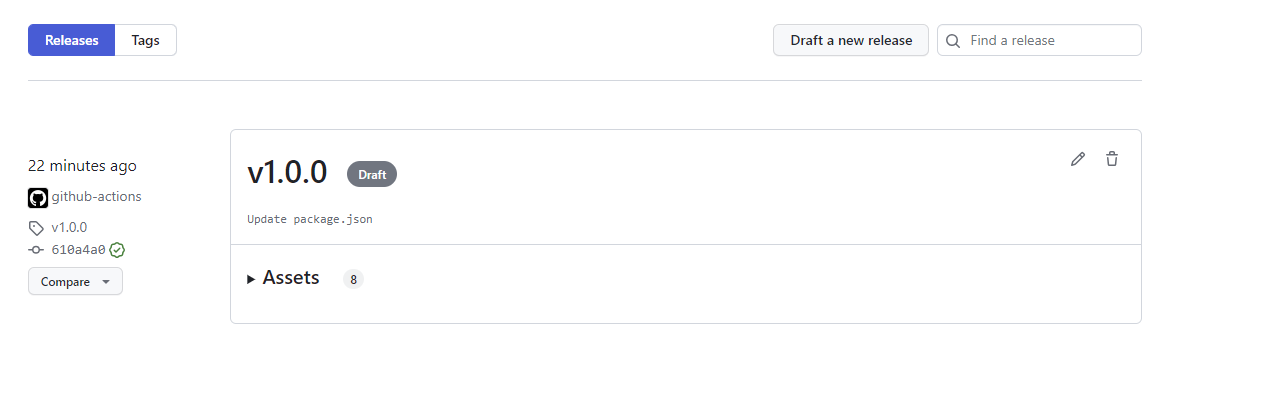 Releases Tags Draft a new release Find a release
22 minutes ago
github-actions
v1.0.0
610a4a0
Compare
v1.0.0 Draft
Update package.json
Assets 8